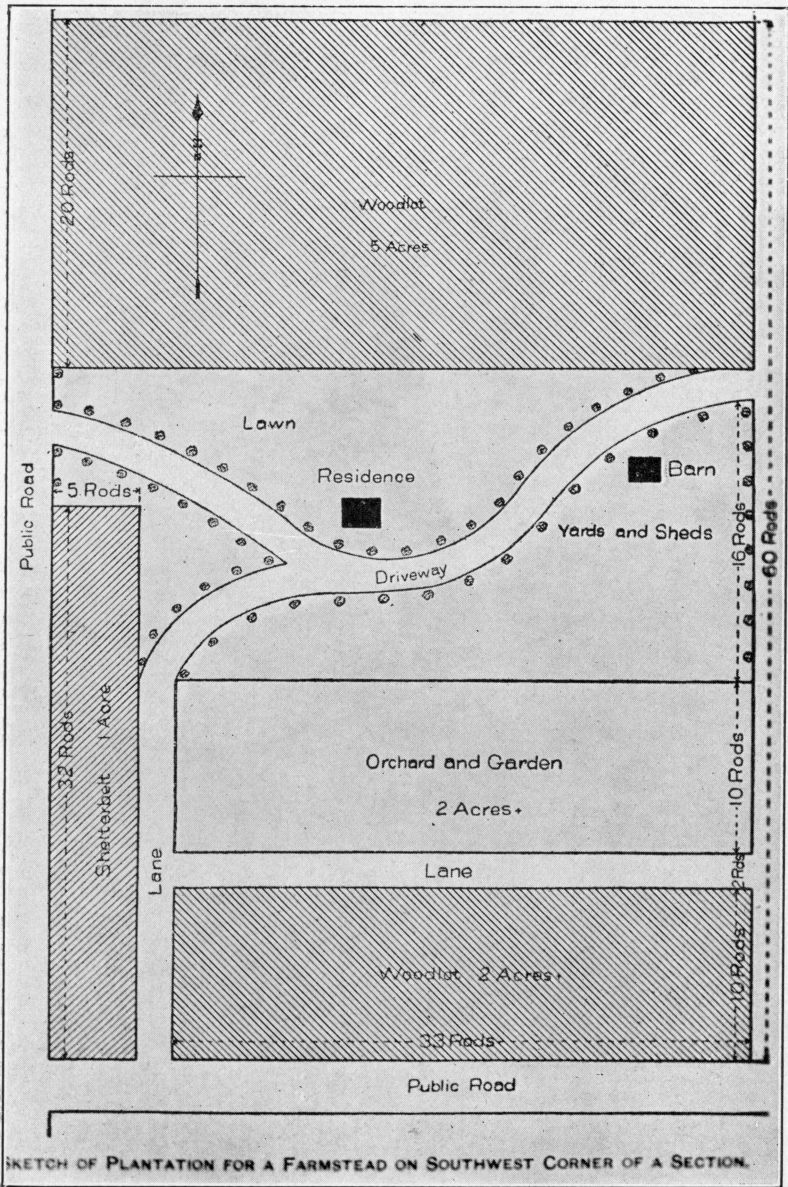 20 Rods
Woodlot
5 Acres
Lawn
Residence
Barn
Public Road
5 Rods
Yards and Sheds
16 Rods
60 Rods
Driveway
32 Rods
Shelterbelt 1 Acre
Orchard and Garden
2 Acres+
10 Rods
Lane
Lane
2 Rds
Woodlot 2 Acres+
10 Rods
33 Rods
Public Road
SKETCH OF PLANTATION FOR A FARMSTEAD ON SOUTHWEST CORNER OF A SECTION.